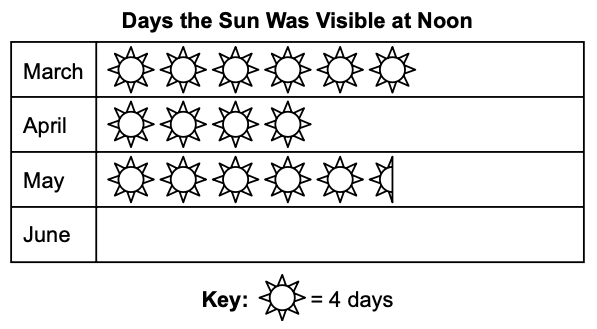 Days the Sun Was Visible at Noon
March
April
May
June
Key: = 4 days